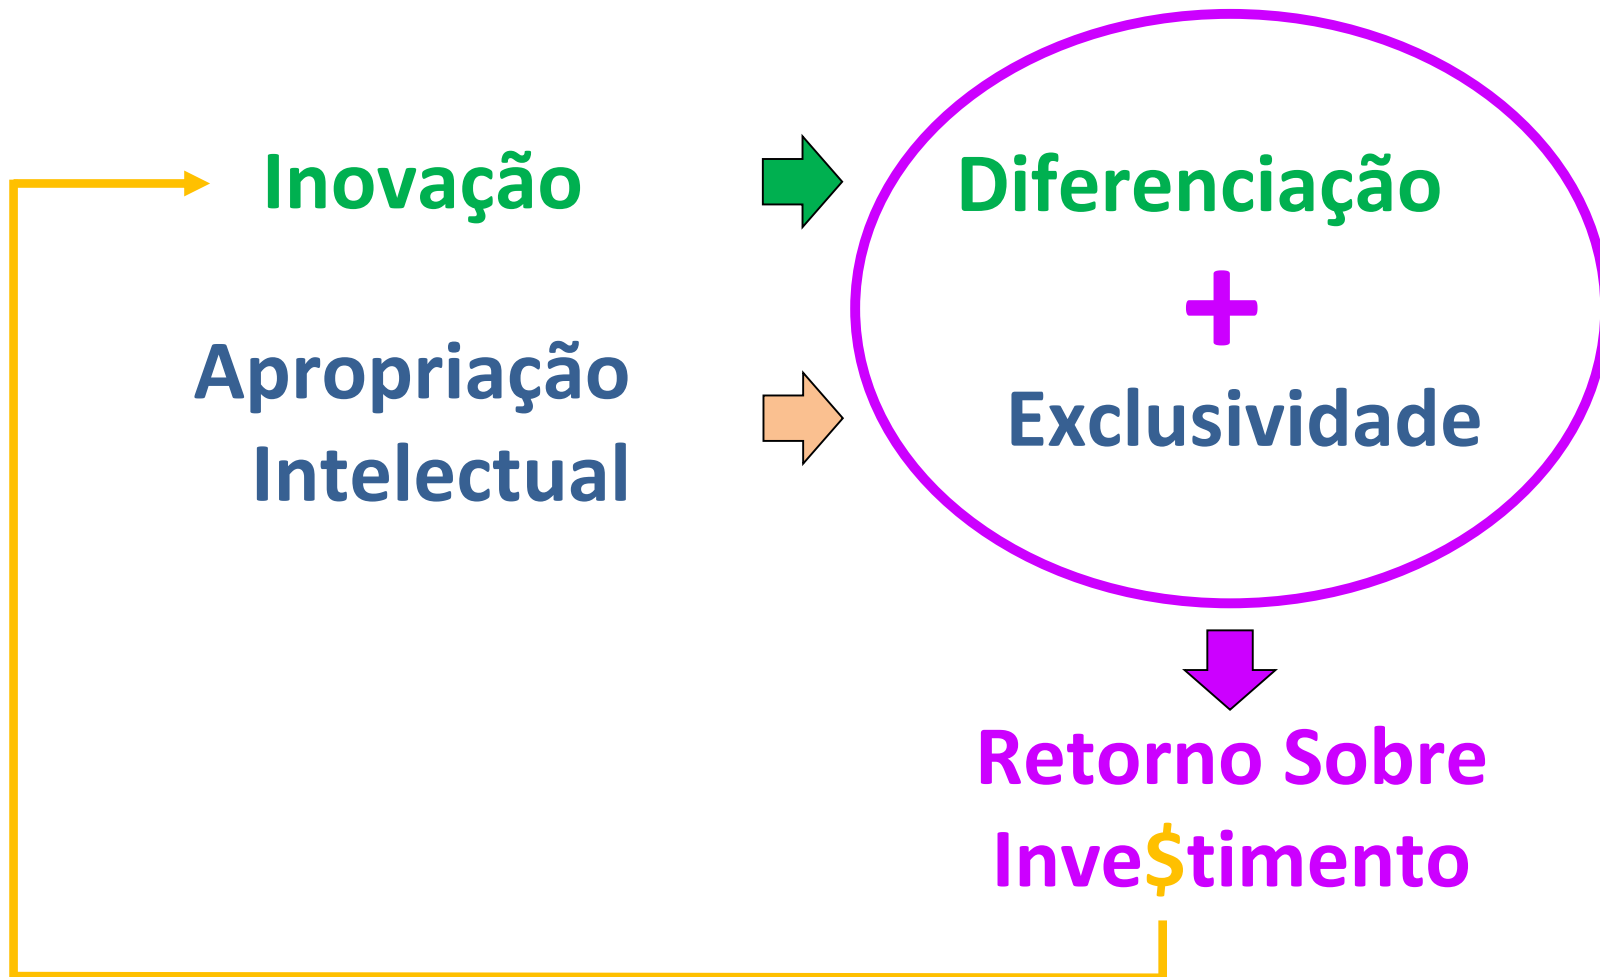 Inovação
Diferenciação
+
Apropriação
Intelectual
Exclusividade
Retorno Sobre
Inve$timento